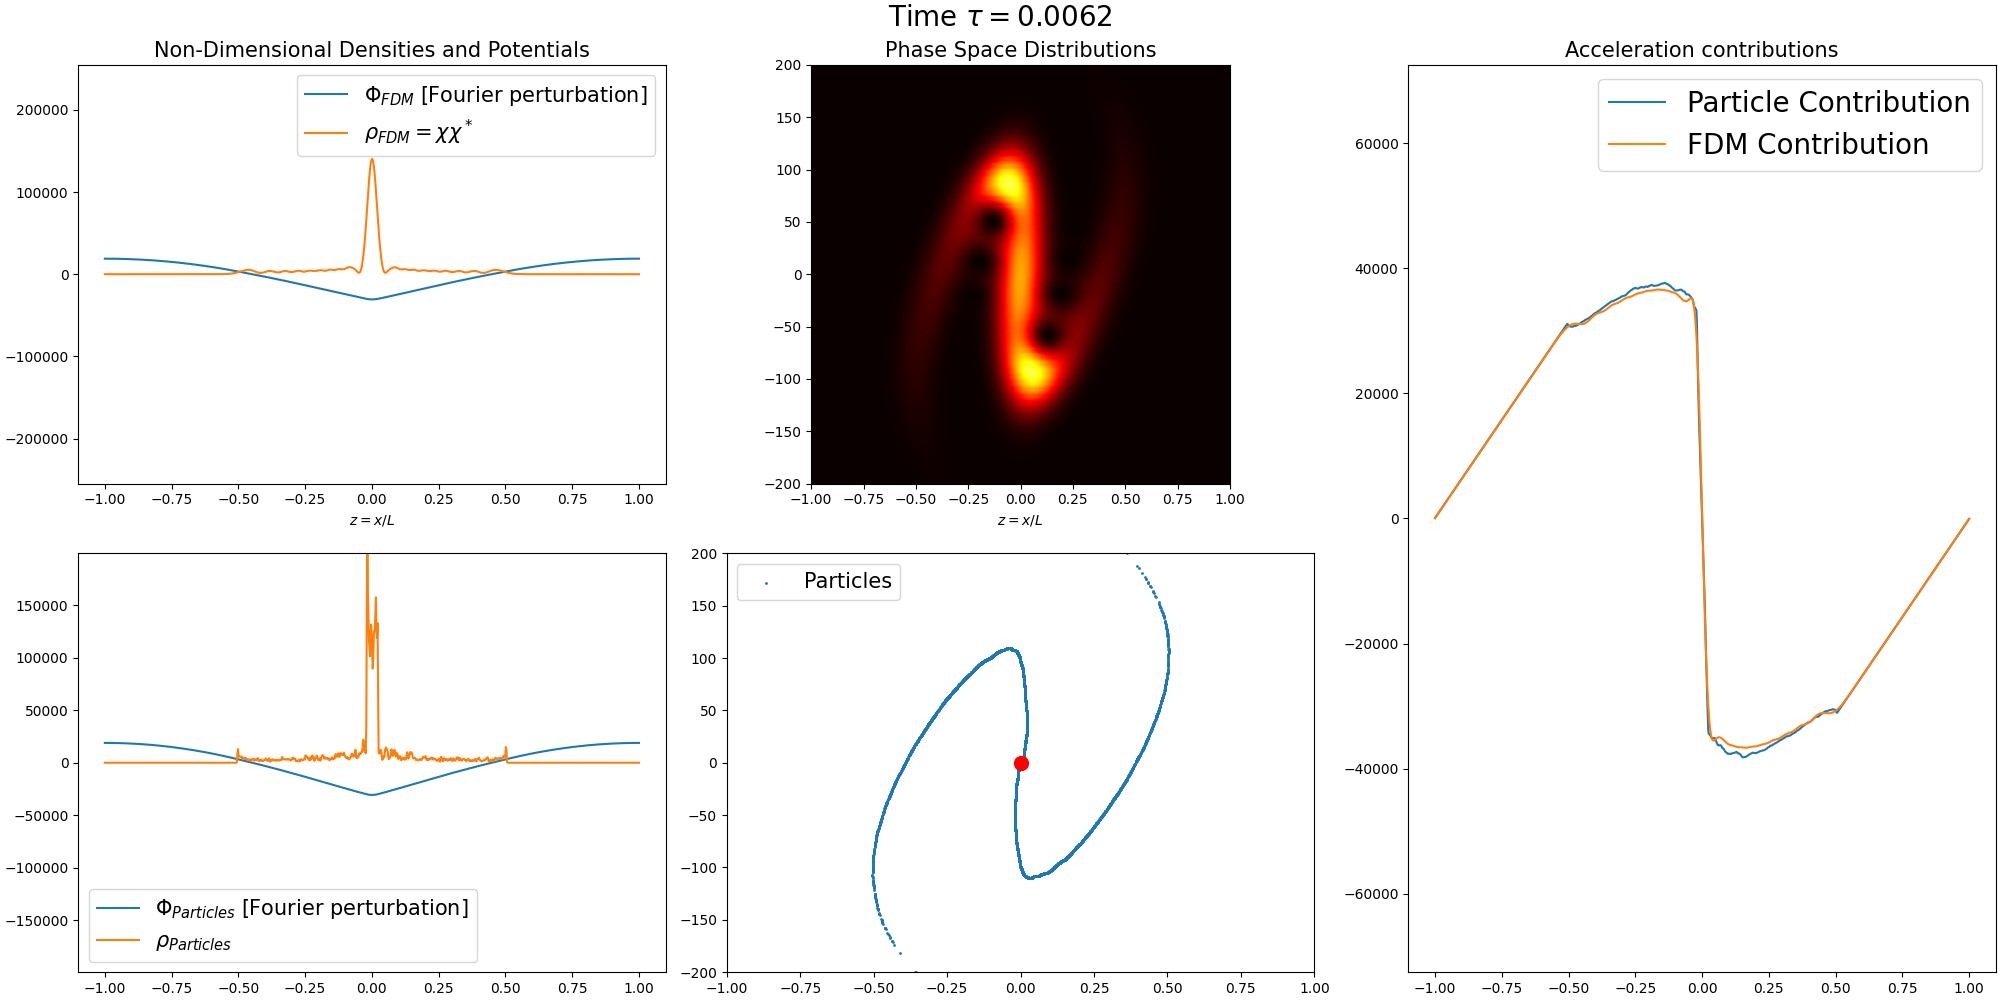 Time τ = 0.0062
Non-Dimensional Densities and Potentials
Φ_FDM [Fourier perturbation]
ρ_FDM = χχ*
200000
100000
0
−100000
−200000
−1.00 −0.75 −0.50 −0.25 0.00 0.25 0.50 0.75 1.00
z = x/L
Phase Space Distributions
200
150
100
50
0
−50
−100
−150
−200
−1.00 −0.75 −0.50 −0.25 0.00 0.25 0.50 0.75 1.00
z = x/L
Acceleration contributions
Particle Contribution
FDM Contribution
60000
40000
20000
0
−20000
−40000
−60000
−1.00 −0.75 −0.50 −0.25 0.00 0.25 0.50 0.75 1.00
150000
100000
50000
0
−50000
−100000
−150000
Φ_Particles [Fourier perturbation]
ρ_Particles
−1.00 −0.75 −0.50 −0.25 0.00 0.25 0.50 0.75 1.00
Particles
200
150
100
50
0
−50
−100
−150
−200
−1.00 −0.75 −0.50 −0.25 0.00 0.25 0.50 0.75 1.00